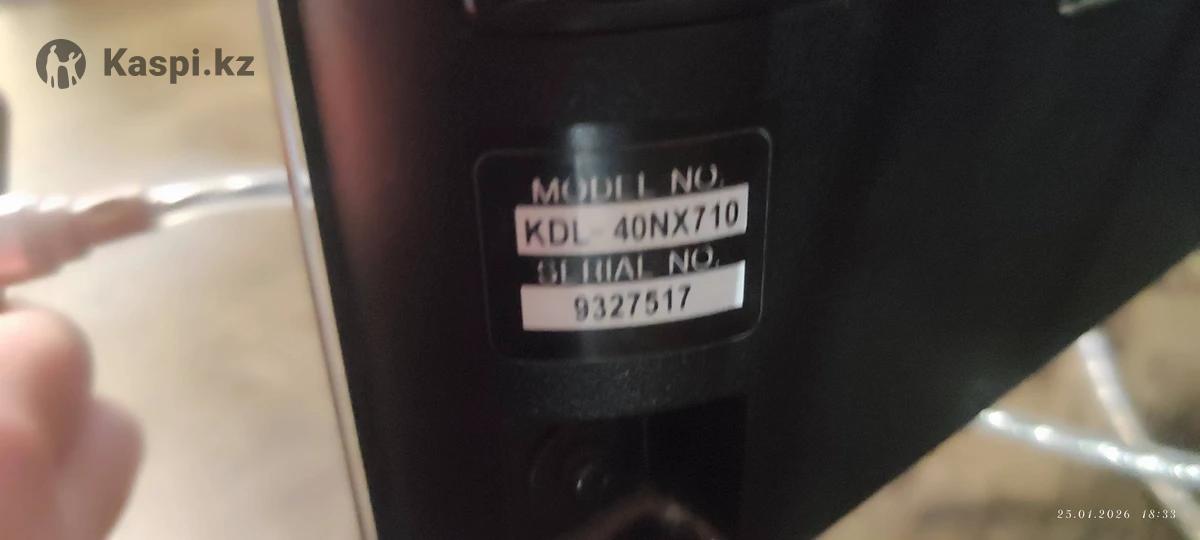 Kaspi.kz
MODEL NO.
KDL-40NX710
SERIAL NO.
9327517
25.01.2026 18:33